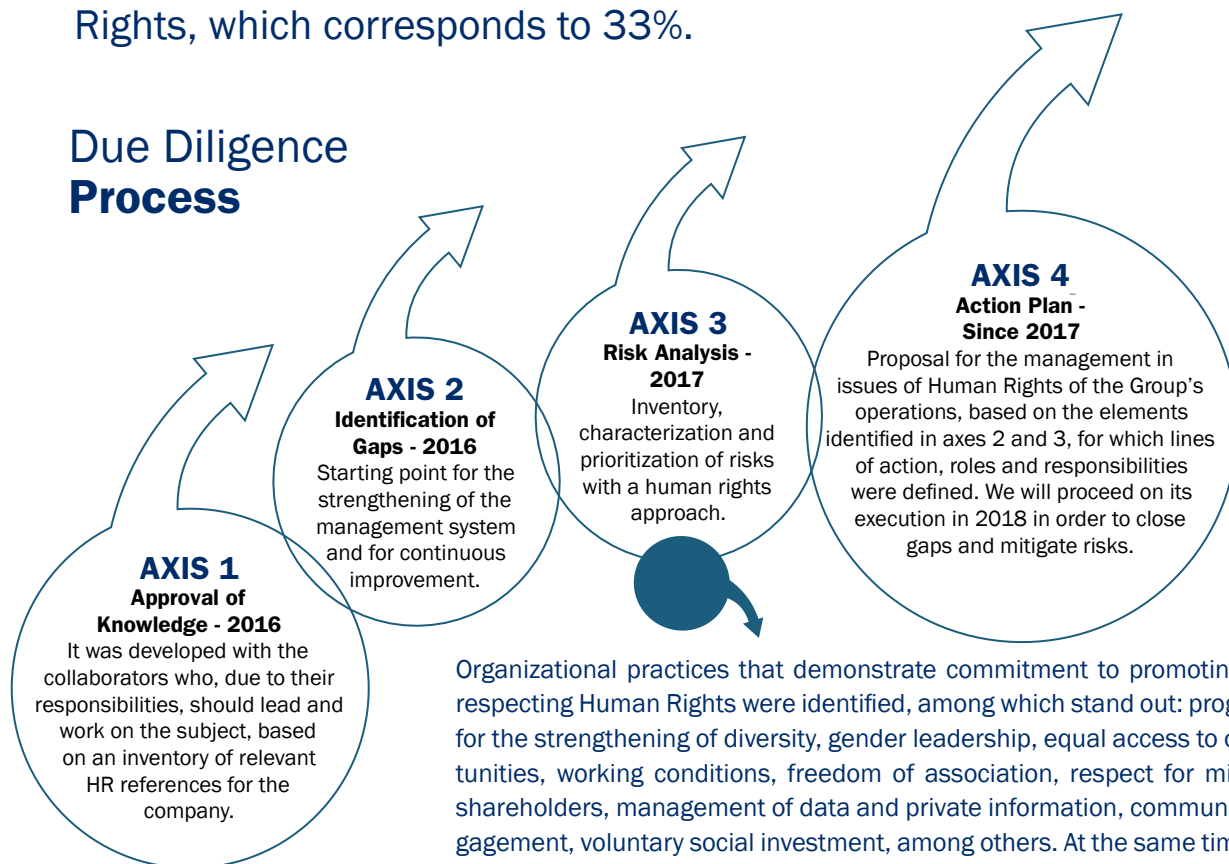 Rights, which corresponds to 33%.
Due Diligence
Process
AXIS 1
Approval of
Knowledge - 2016
It was developed with the
collaborators who, due to their
responsibilities, should lead and
work on the subject, based
on an inventory of relevant
HR references for the
company.
AXIS 2
Identification of
Gaps - 2016
Starting point for the
strengthening of the
management system
and for continuous
improvement.
AXIS 3
Risk Analysis -
2017
Inventory,
characterization and
prioritization of risks
with a human rights
approach.
AXIS 4
Action Plan -
Since 2017
Proposal for the management in
issues of Human Rights of the Group's
operations, based on the elements
identified in axes 2 and 3, for which lines
of action, roles and responsibilities
were defined. We will proceed on its
execution in 2018 in order to close
gaps and mitigate risks.
Organizational practices that demonstrate commitment to promotin
respecting Human Rights were identified, among which stand out: prog
for the strengthening of diversity, gender leadership, equal access to
tunities, working conditions, freedom of association, respect for mi
shareholders, management of data and private information, commun
gagement, voluntary social investment, among others. At the same tim